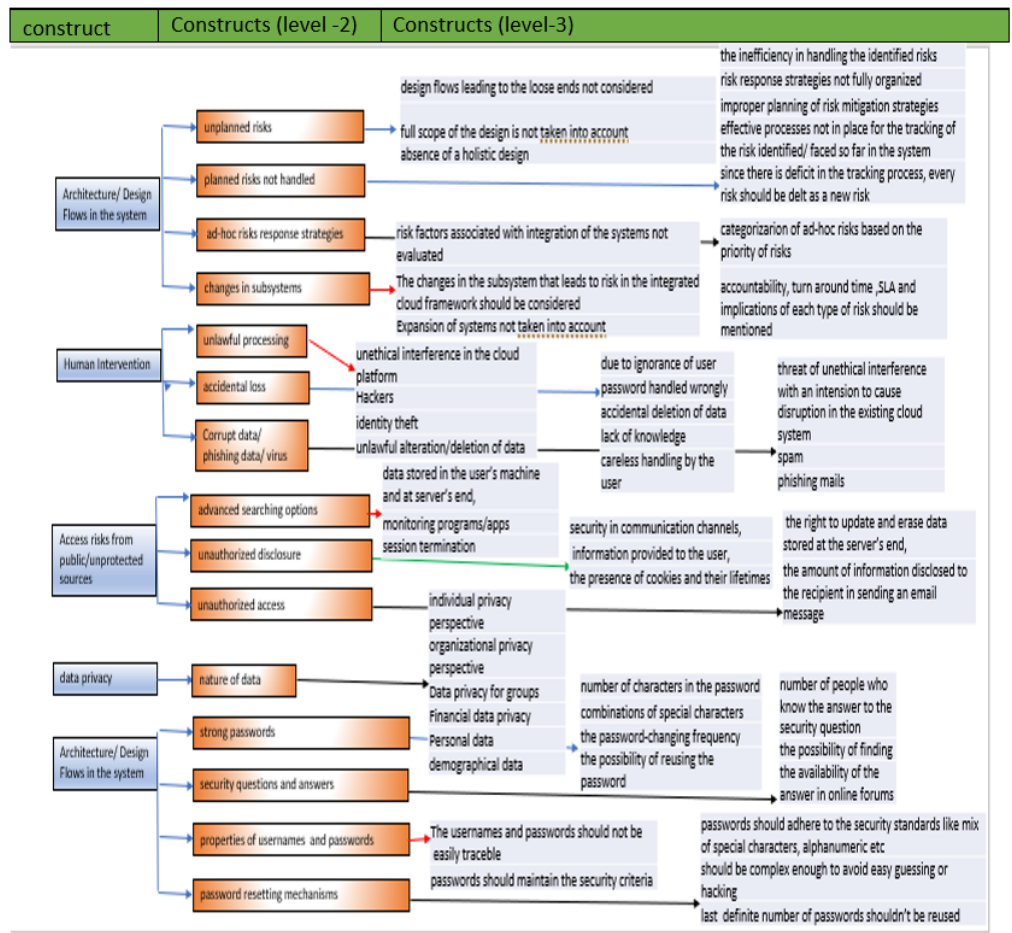 construct
Constructs (level -2)
Constructs (level-3)
Architecture/ Design
Flows in the system
unplanned risks
design flows leading to the loose ends not considered
full scope of the design is not taken into account
absence of a holistic design
planned risks not handled
the inefficiency in handling the identified risks
risk response strategies not fully organized
improper planning of risk mitigation strategies
effective processes not in place for the tracking of
the risk identified/ faced so far in the system
since there is deficit in the tracking process, every
risk should be delt as a new risk
ad-hoc risks response strategies
risk factors associated with integration of the systems not
evaluated
categorizarion of ad-hoc risks based on the
priority of risks
accountability, turn around time ,SLA and
implications of each type of risk should be
mentioned
changes in subsystems
The changes in the subsystem that leads to risk in the integrated
cloud framework should be considered
Expansion of systems not taken into account
Human Intervention
unlawful processing
unethical interference in the cloud
platform
Hackers
identity theft
unlawful alteration/deletion of data
accidental loss
due to ignorance of user
password handled wrongly
accidental deletion of data
lack of knowledge
careless handling by the
user
Corrupt data/
phishing data/ virus
threat of unethical interference
with an intension to cause
disruption in the existing cloud
system
spam
phishing mails
Access risks from
public/unprotected
sources
advanced searching options
data stored in the user's machine
and at server's end,
monitoring programs/apps
session termination
unauthorized disclosure
security in communication channels,
information provided to the user,
the presence of cookies and their lifetimes
unauthorized access
the right to update and erase data
stored at the server's end,
the amount of information disclosed to
the recipient in sending an email
message
data privacy
nature of data
individual privacy
perspective
organizational privacy
perspective
Data privacy for groups
Financial data privacy
Personal data
demographical data
Architecture/ Design
Flows in the system
strong passwords
number of characters in the password
combinations of special characters
the password-changing frequency
the possibility of reusing the
password
security questions and answers
number of people who
know the answer to the
security question
the possibility of finding
the availability of the
answer in online forums
properties of usernames and passwords
The usernames and passwords should not be
easily traceble
passwords should maintain the security criteria
password resetting mechanisms
passwords should adhere to the security standards like mix
of special characters, alphanumeric etc
should be complex enough to avoid easy guessing or
hacking
last definite number of passwords shouldn't be reused